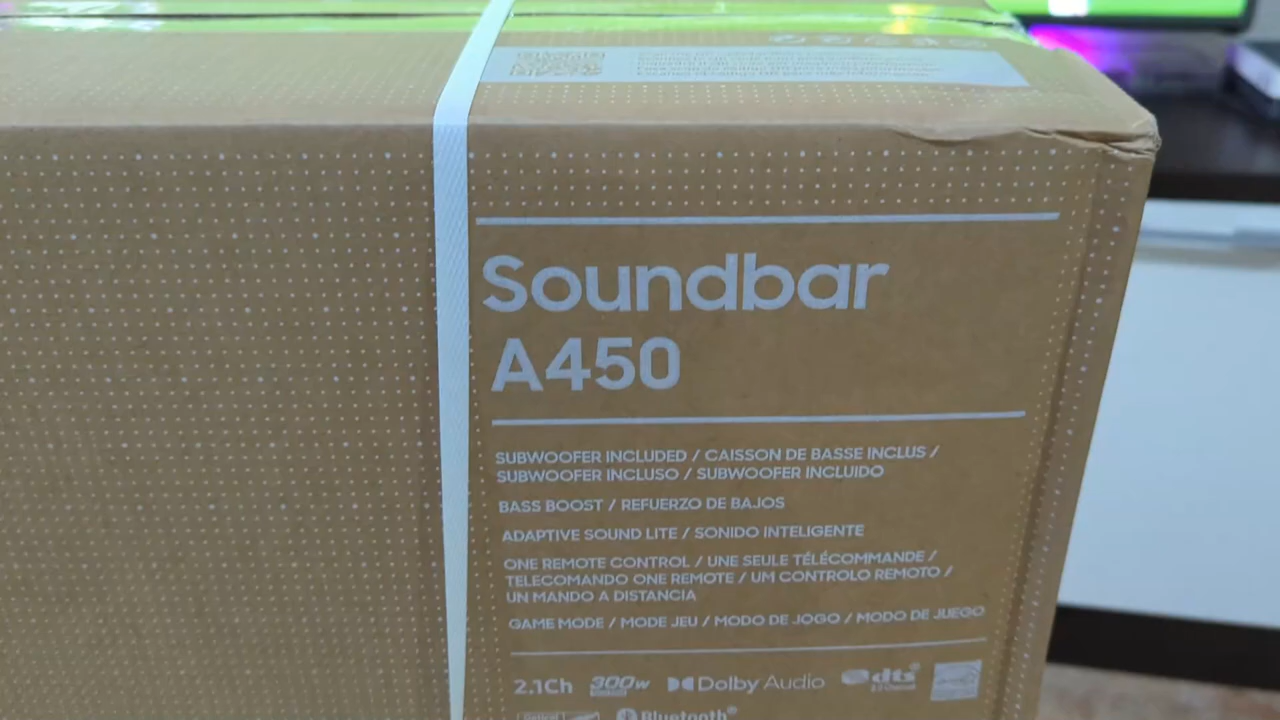 Soundbar
A450
SUBWOOFER INCLUDED / CAISSON DE BASSE INCLUS /
SUBWOOFER INCLUSO / SUBWOOFER INCLUIDO
BASS BOOST / REFUERZO DE BAJOS
ADAPTIVE SOUND LITE / SONIDO INTELIGENTE
ONE REMOTE CONTROL / UNE SEULE TÉLÉCOMMANDE /
TELECOMANDO ONE REMOTE / UM CONTROLO REMOTO /
UN MANDO A DISTANCIA
GAME MODE / MODE JEU / MODO DE JOGO / MODO DE JUEGO
2.1Ch 300W Dolby Audio dts
Bluetooth®